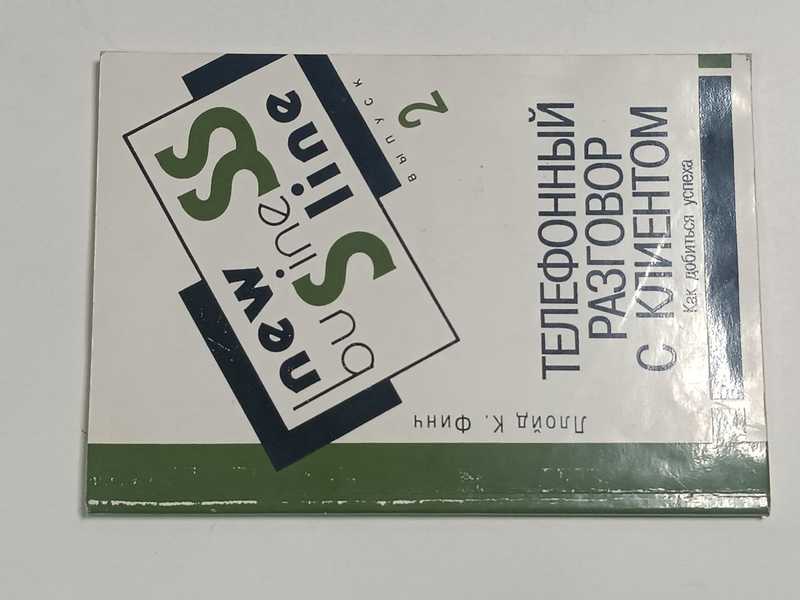 Ллойд К. Финч
new
buSineSS
line
выпуск
2
ТЕЛЕФОННЫЙ
РАЗГОВОР
С КЛИЕНТОМ
Как добиться успеха